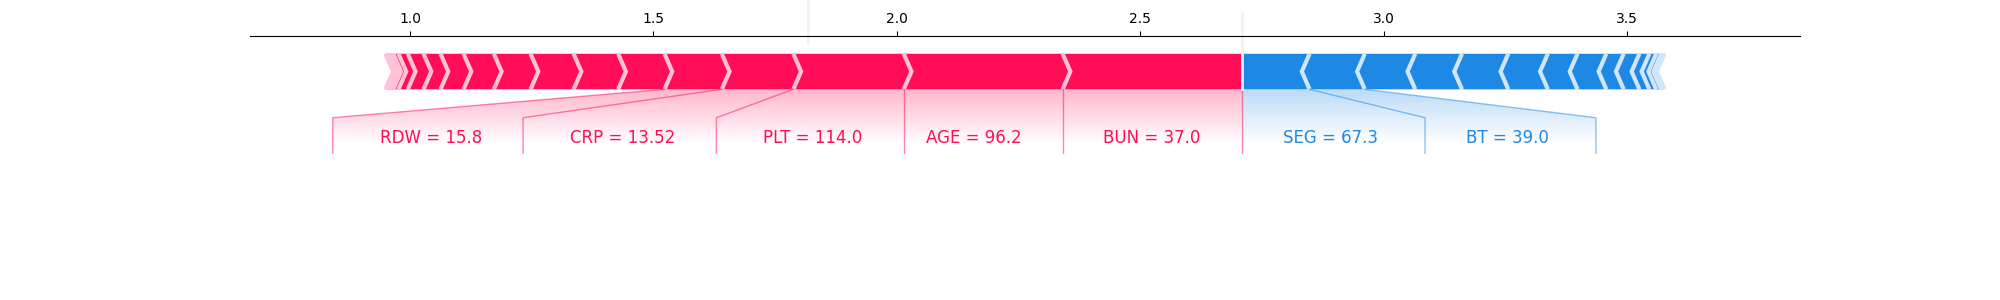 1.0 1.5 2.0 2.5 3.0 3.5
RDW = 15.8 CRP = 13.52 PLT = 114.0 AGE = 96.2 BUN = 37.0 SEG = 67.3 BT = 39.0